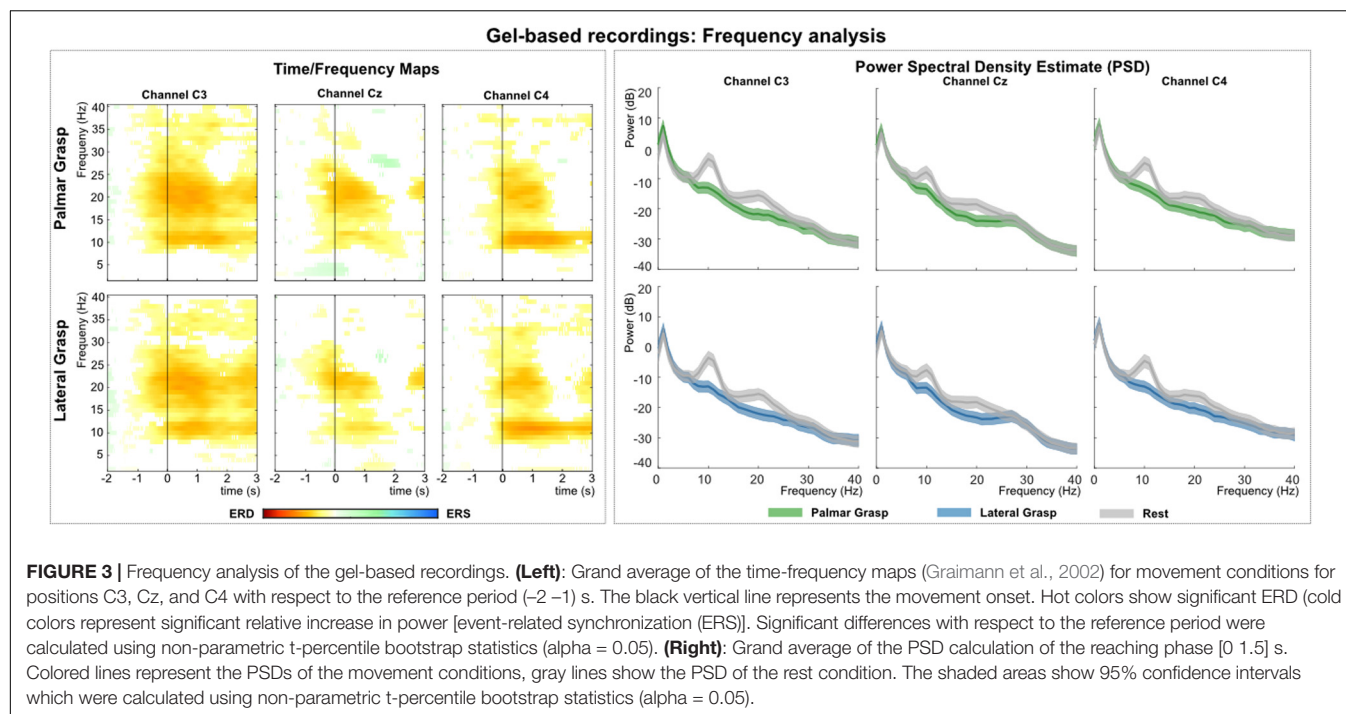 Gel-based recordings: Frequency analysis
Time/Frequency Maps
Channel C3
Channel Cz
Channel C4
Palmar Grasp
Frequency (Hz)
40
35
30
25
20
15
10
5
Lateral Grasp
Frequeny (Hz)
40
35
30
25
20
15
10
5
-2 -1 0 1 2 3
-2 -1 0 1 2 3
-2 -1 0 1 2 3
time (s)
time (s)
time (s)
ERD
ERS
Power Spectral Density Estimate (PSD)
Channel C3
Channel Cz
Channel C4
Power (dB)
20
10
0
-10
-20
-30
-40
Power (dB)
20
10
0
-10
-20
-30
-40
0 10 20 30 40
0 10 20 30 40
0 10 20 30 40
Frequency (Hz)
Frequency (Hz)
Frequency (Hz)
Palmar Grasp
Lateral Grasp
Rest
FIGURE 3 | Frequency analysis of the gel-based recordings. (Left): Grand average of the time-frequency maps (Graimann et al., 2002) for movement conditions for
positions C3, Cz, and C4 with respect to the reference period (–2 –1) s. The black vertical line represents the movement onset. Hot colors show significant ERD (cold
colors represent significant relative increase in power [event-related synchronization (ERS)]. Significant differences with respect to the reference period were
calculated using non-parametric t-percentile bootstrap statistics (alpha = 0.05). (Right): Grand average of the PSD calculation of the reaching phase [0 1.5] s.
Colored lines represent the PSDs of the movement conditions, gray lines show the PSD of the rest condition. The shaded areas show 95% confidence intervals
which were calculated using non-parametric t-percentile bootstrap statistics (alpha = 0.05).